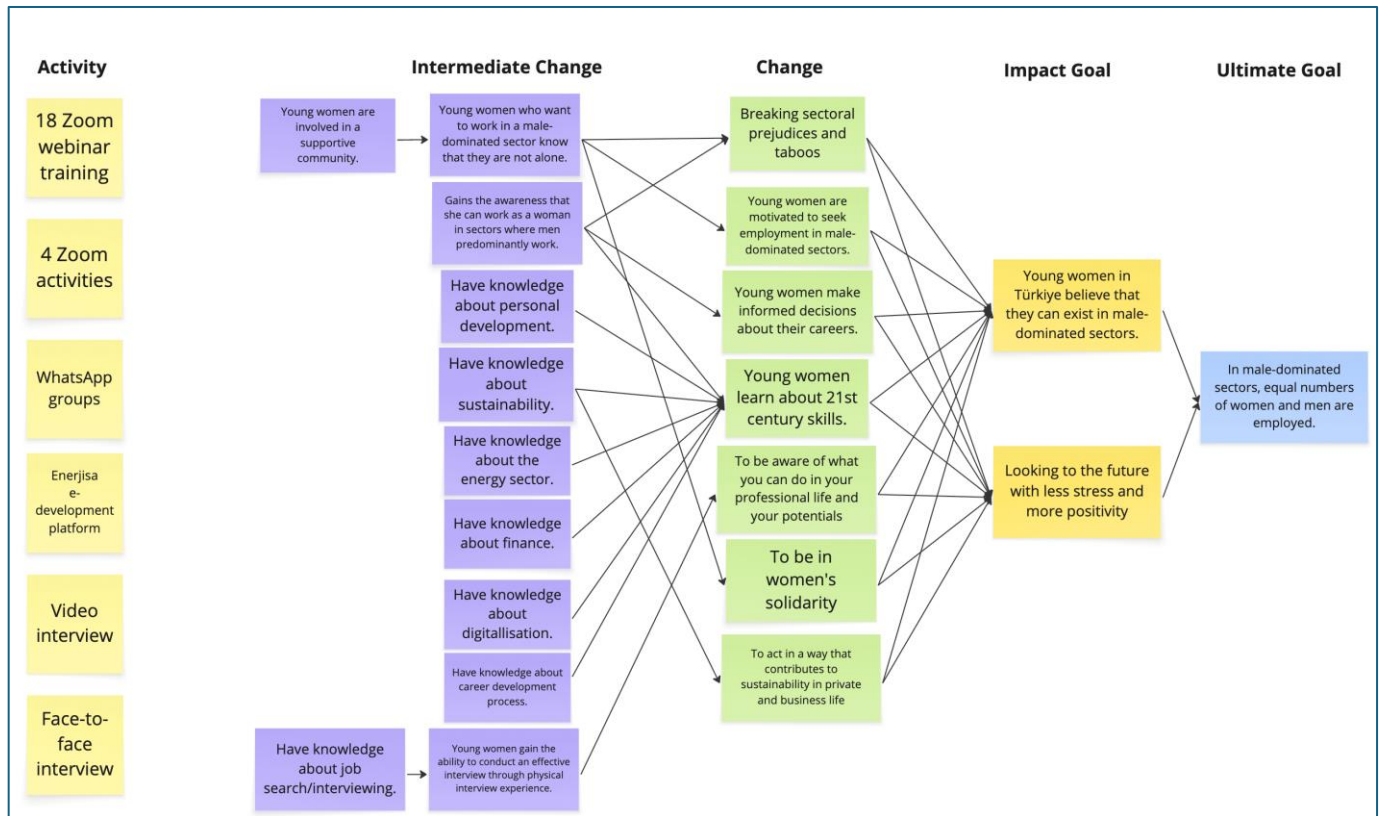 Activity
Intermediate Change
Change
Impact Goal
Ultimate Goal
18 Zoom
webinar
training
4 Zoom
activities
WhatsApp
groups
Enerjisa
e-
development
platform
Video
interview
Face-to-
face
interview
Young women are
involved in a
supportive
community.
Have knowledge
about job
search/interviewing.
Young women who want
to work in a male-
dominated sector know
that they are not alone.
Gains the awareness that
she can work as a woman
in sectors where men
predominantly work.
Have knowledge
about personal
development.
Have knowledge
about
sustainability.
Have knowledge
about the
energy sector.
Have knowledge
about finance.
Have knowledge
about
digitallisation.
Have knowledge about
career development
process.
Young women gain the
ability to conduct an
effective interview through
physical
interview experience.
Breaking sectoral
prejudices and
taboos
Young women are
motivated to seek
employment in male-
dominated sectors.
Young women make
informed decisions
about their careers.
Young women
learn about 21st
century skills.
To be aware of what
you can do in your
professional life and
your potentials
To be in
women's
solidarity
To act in a way that
contributes to
sustainability in private
and business life
Young women in
Türkiye believe that
they can exist in male-
dominated sectors.
Looking to the future
with less stress and
more positivity
In male-dominated
sectors, equal numbers
of women and men are
employed.